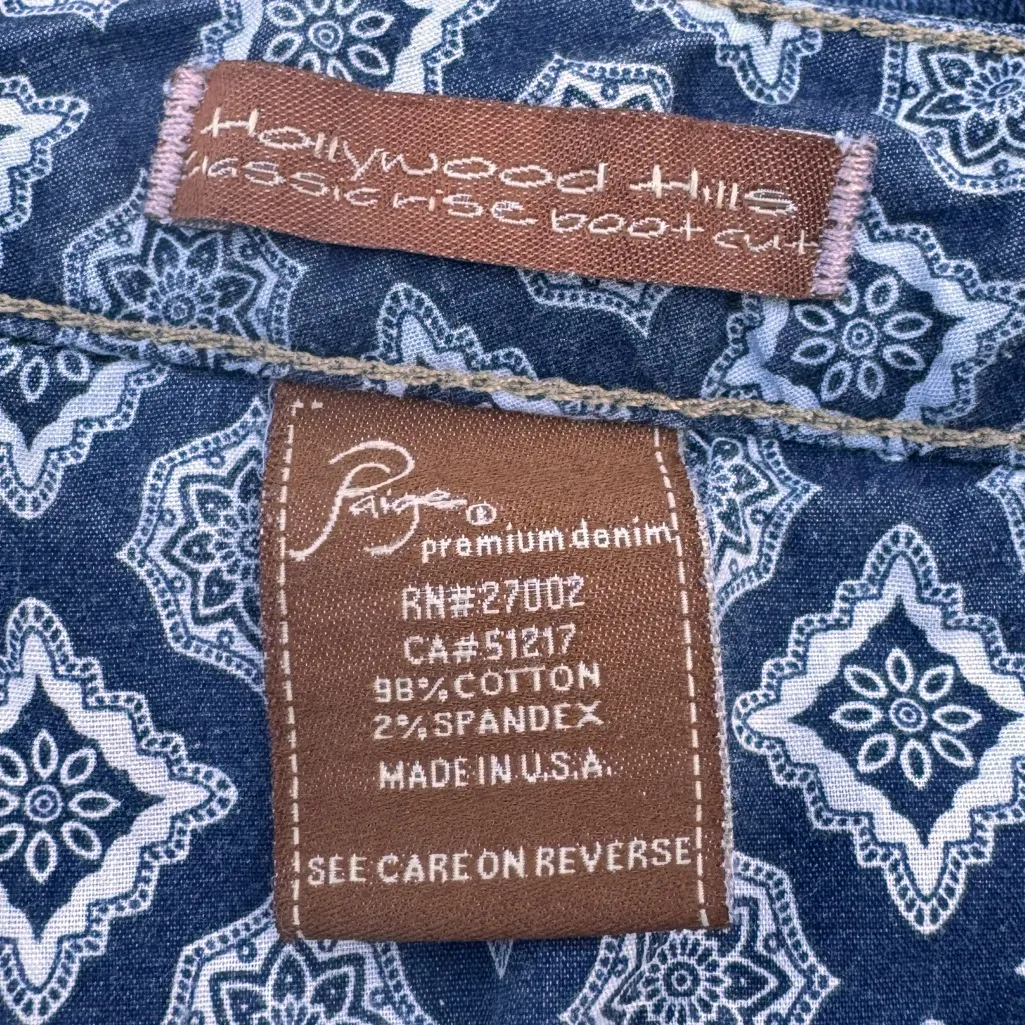 Hollywood Hills
classic rise boot cut
Paige®
premium denim
RN#27002
CA#51217
98% COTTON
2% SPANDEX
MADE IN U.S.A.
SEE CARE ON REVERSE